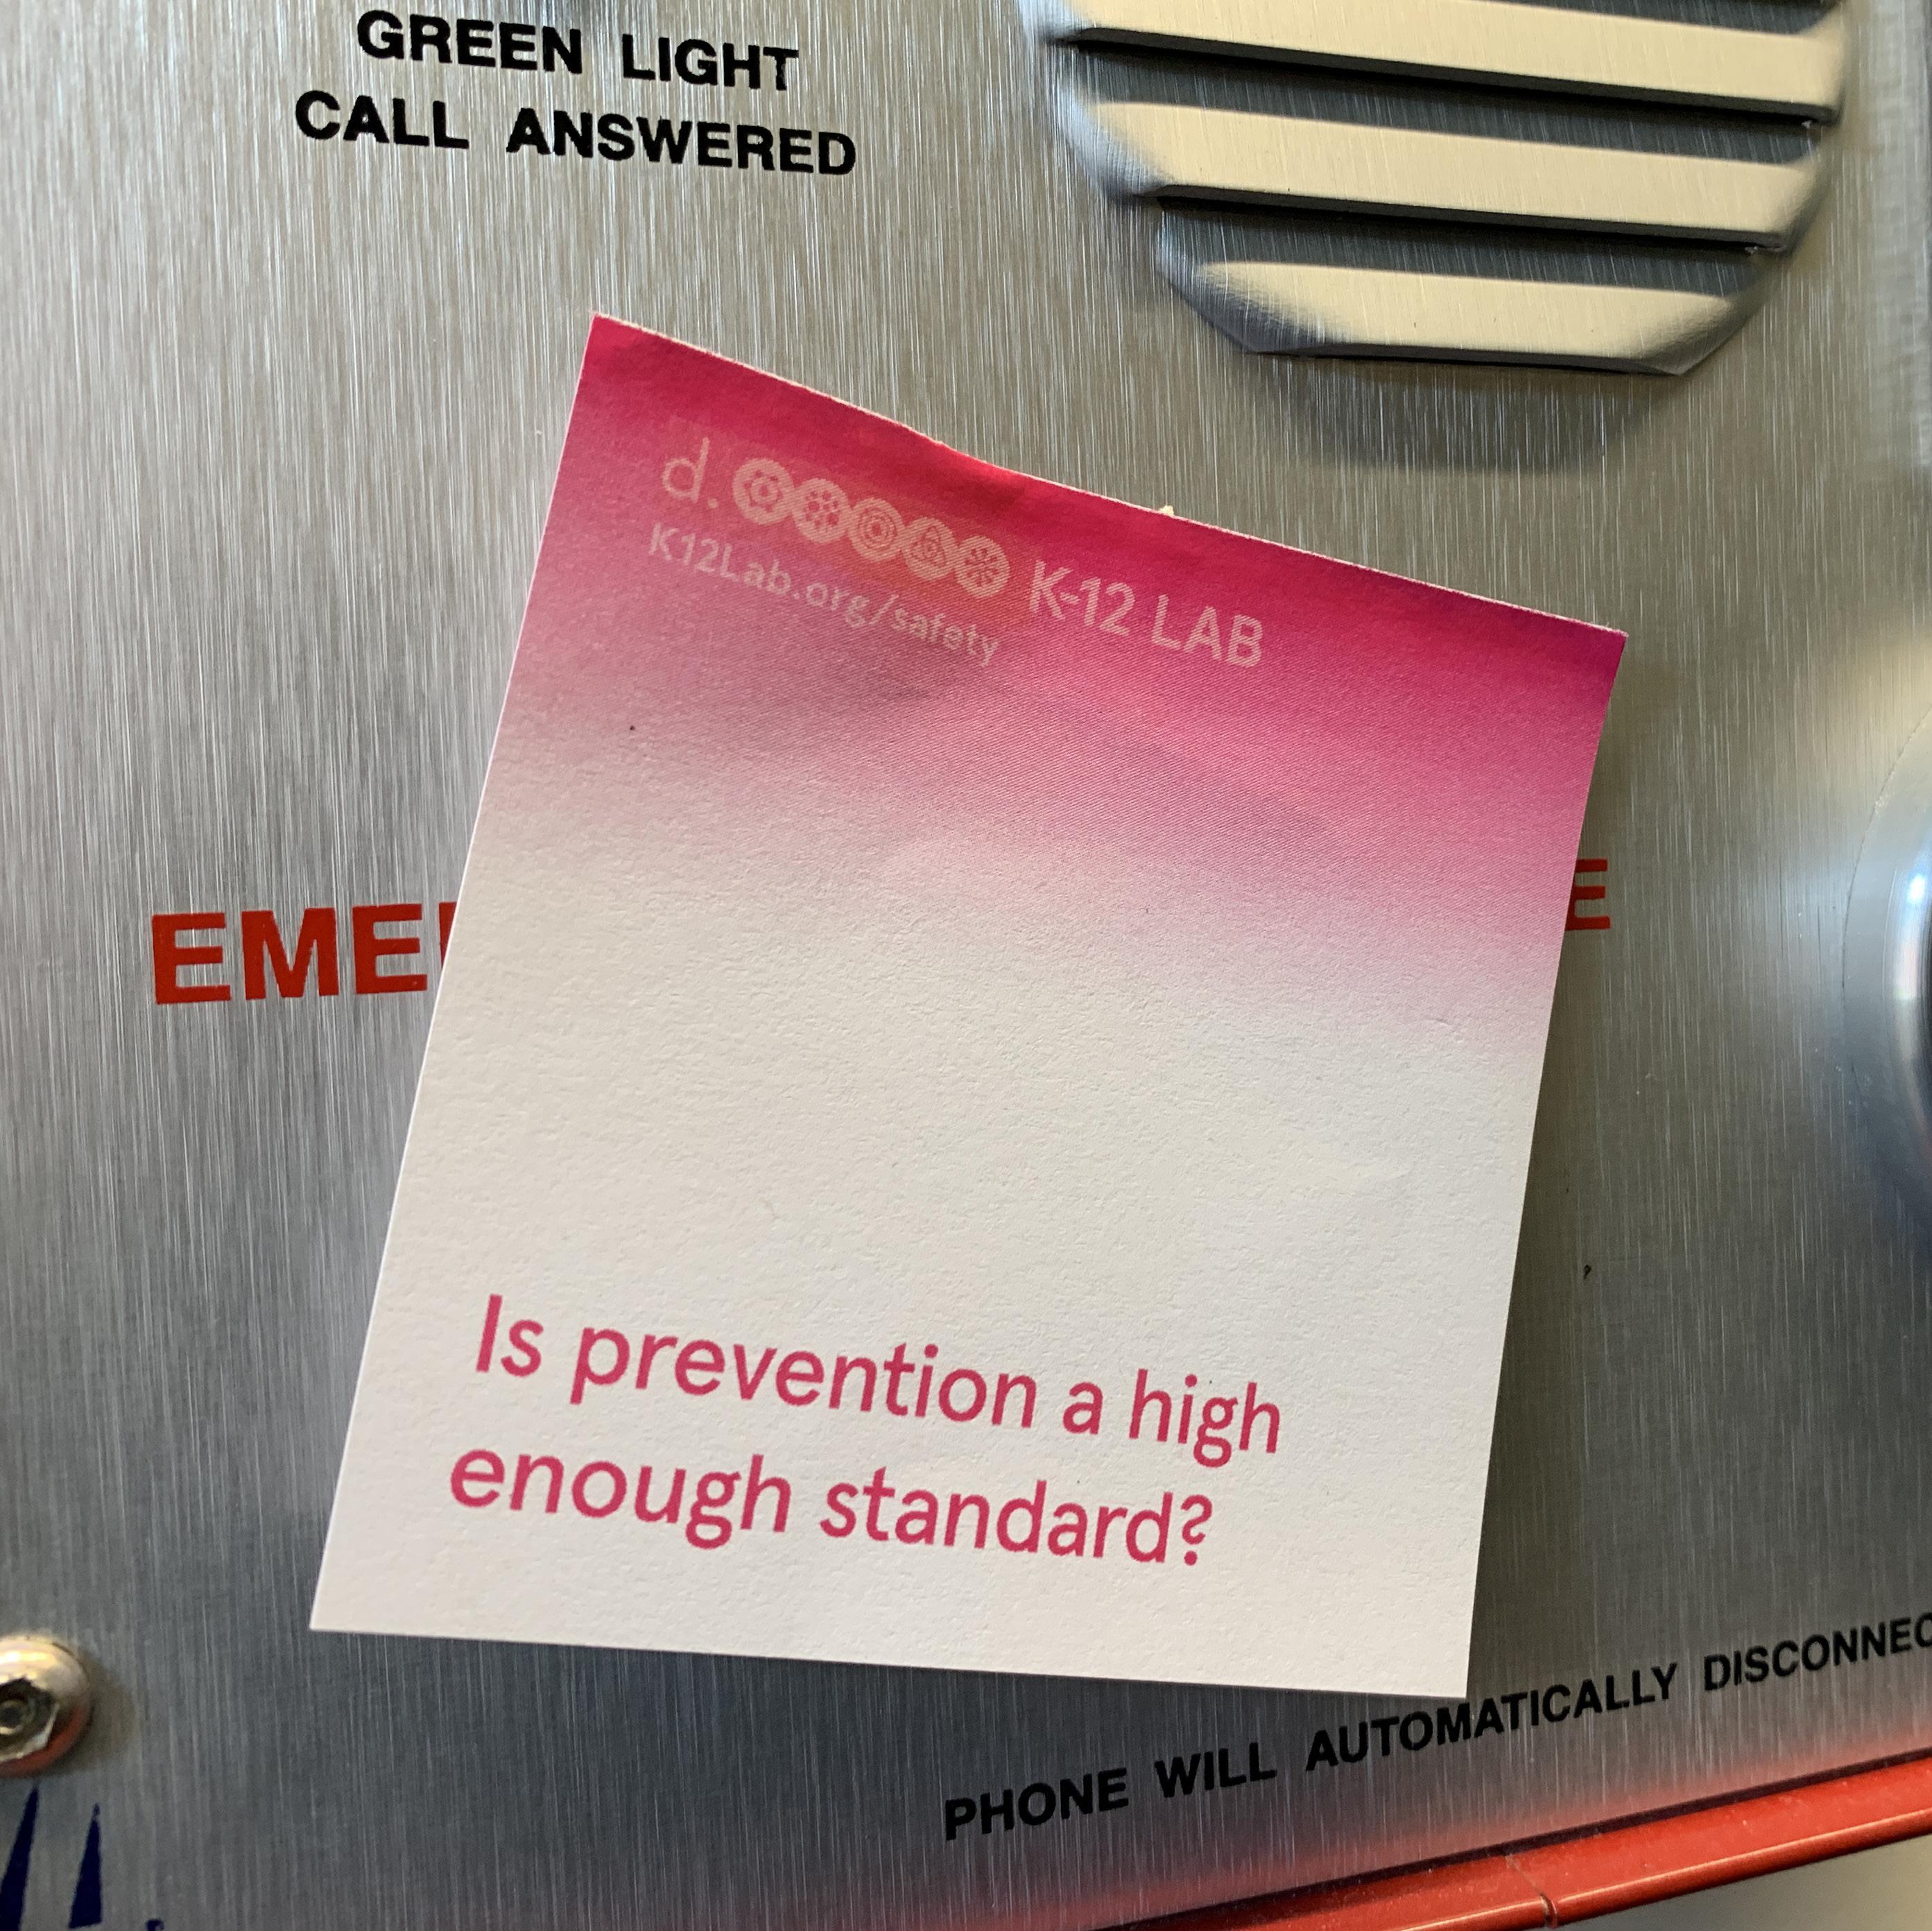 GREEN LIGHT
CALL ANSWERED
d. K-12 LAB
K12Lab.org/safety
EME E
Is prevention a high
enough standard?
PHONE WILL AUTOMATICALLY DISCONNEC